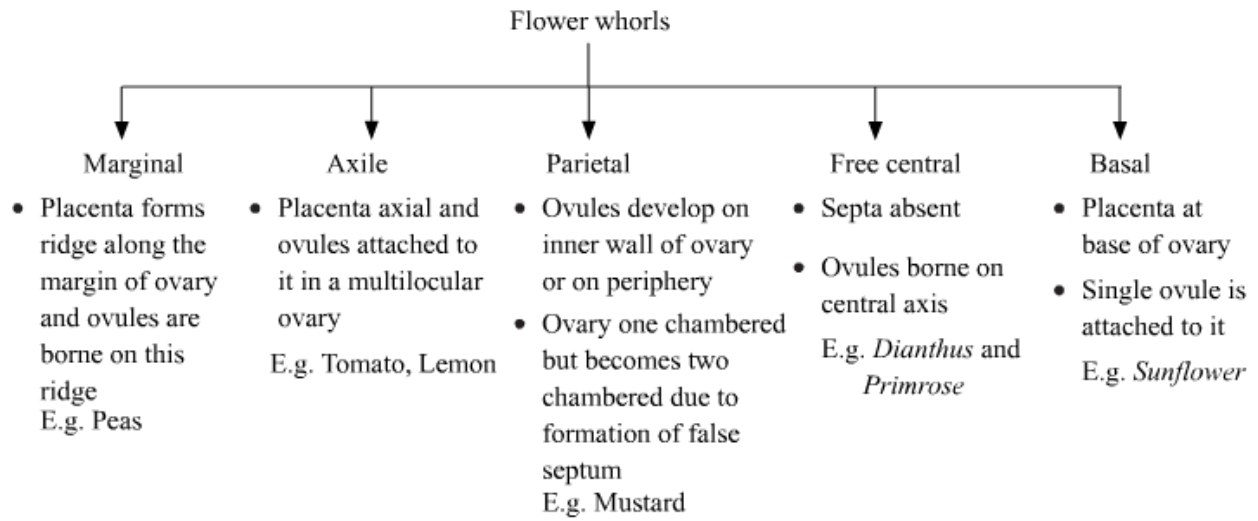 Flower whorls
Marginal
• Placenta forms
ridge along the
margin of ovary
and ovules are
borne on this
ridge
E.g. Peas
Axile
• Placenta axial and
ovules attached to
it in a multilocular
ovary
E.g. Tomato, Lemon
Parietal
• Ovules develop on
inner wall of ovary
or on periphery
• Ovary one chambered
but becomes two
chambered due to
formation of false
septum
E.g. Mustard
Free central
• Septa absent
• Ovules borne on
central axis
E.g. Dianthus and
Primrose
Basal
• Placenta at
base of ovary
• Single ovule is
attached to it
E.g. Sunflower